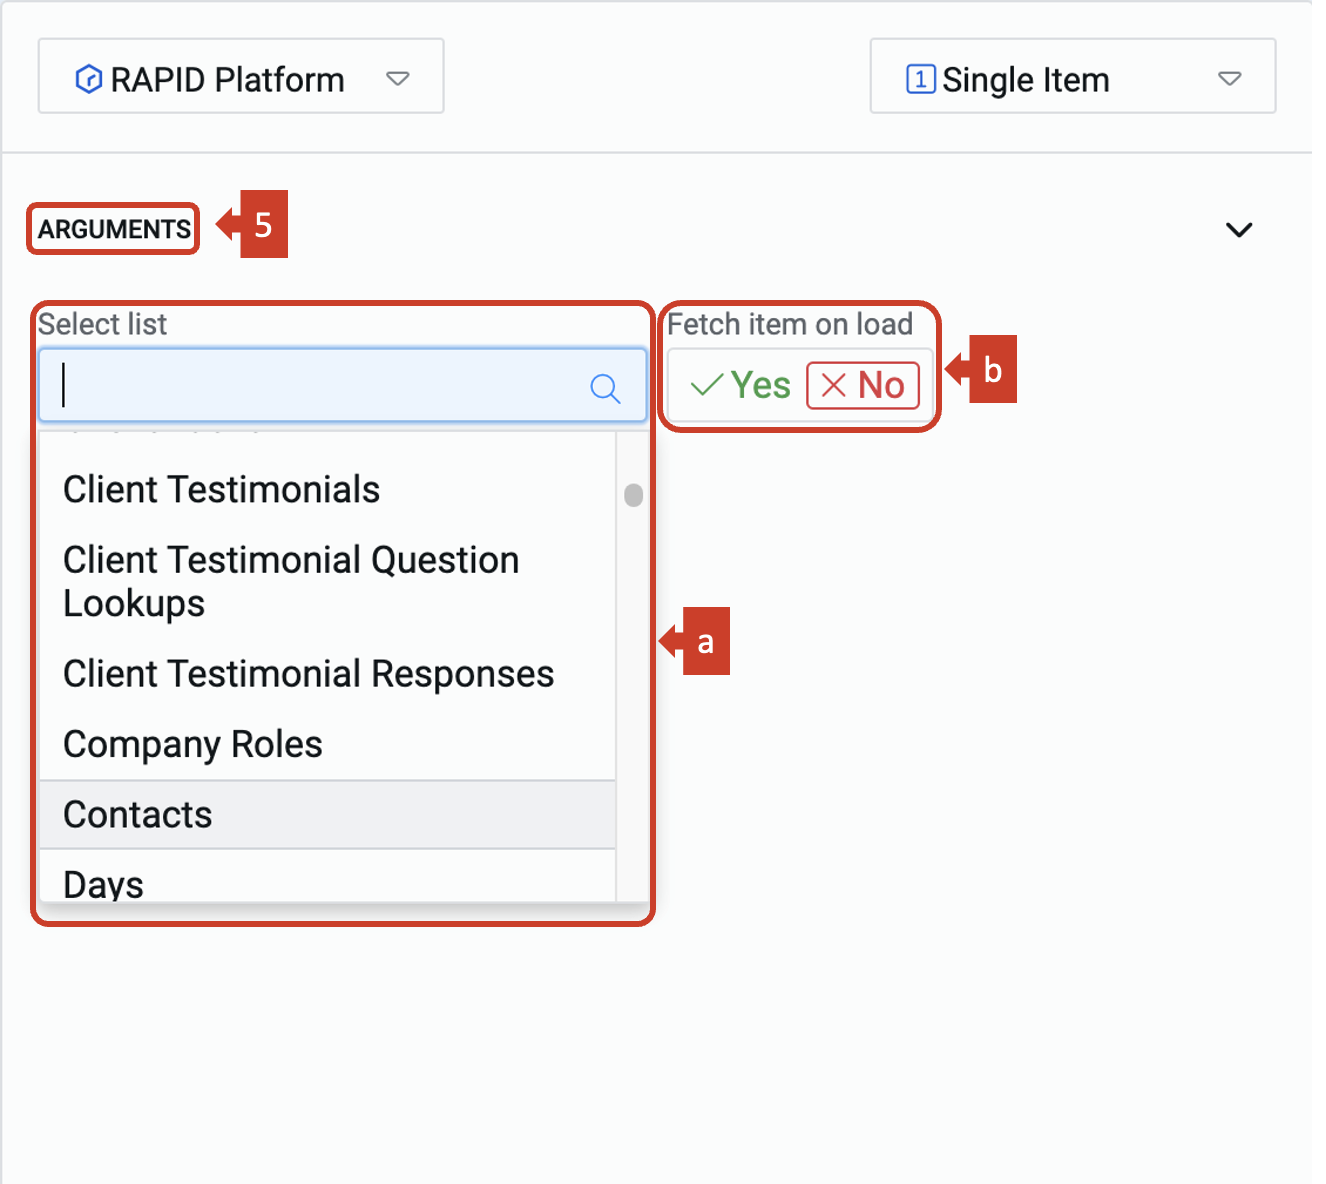 RAPID Platform
1 Single Item
ARGUMENTS
5
Select list
Fetch item on load
Yes
No
b
Client Testimonials
Client Testimonial Question
Lookups
Client Testimonial Responses
a
Company Roles
Contacts
Days